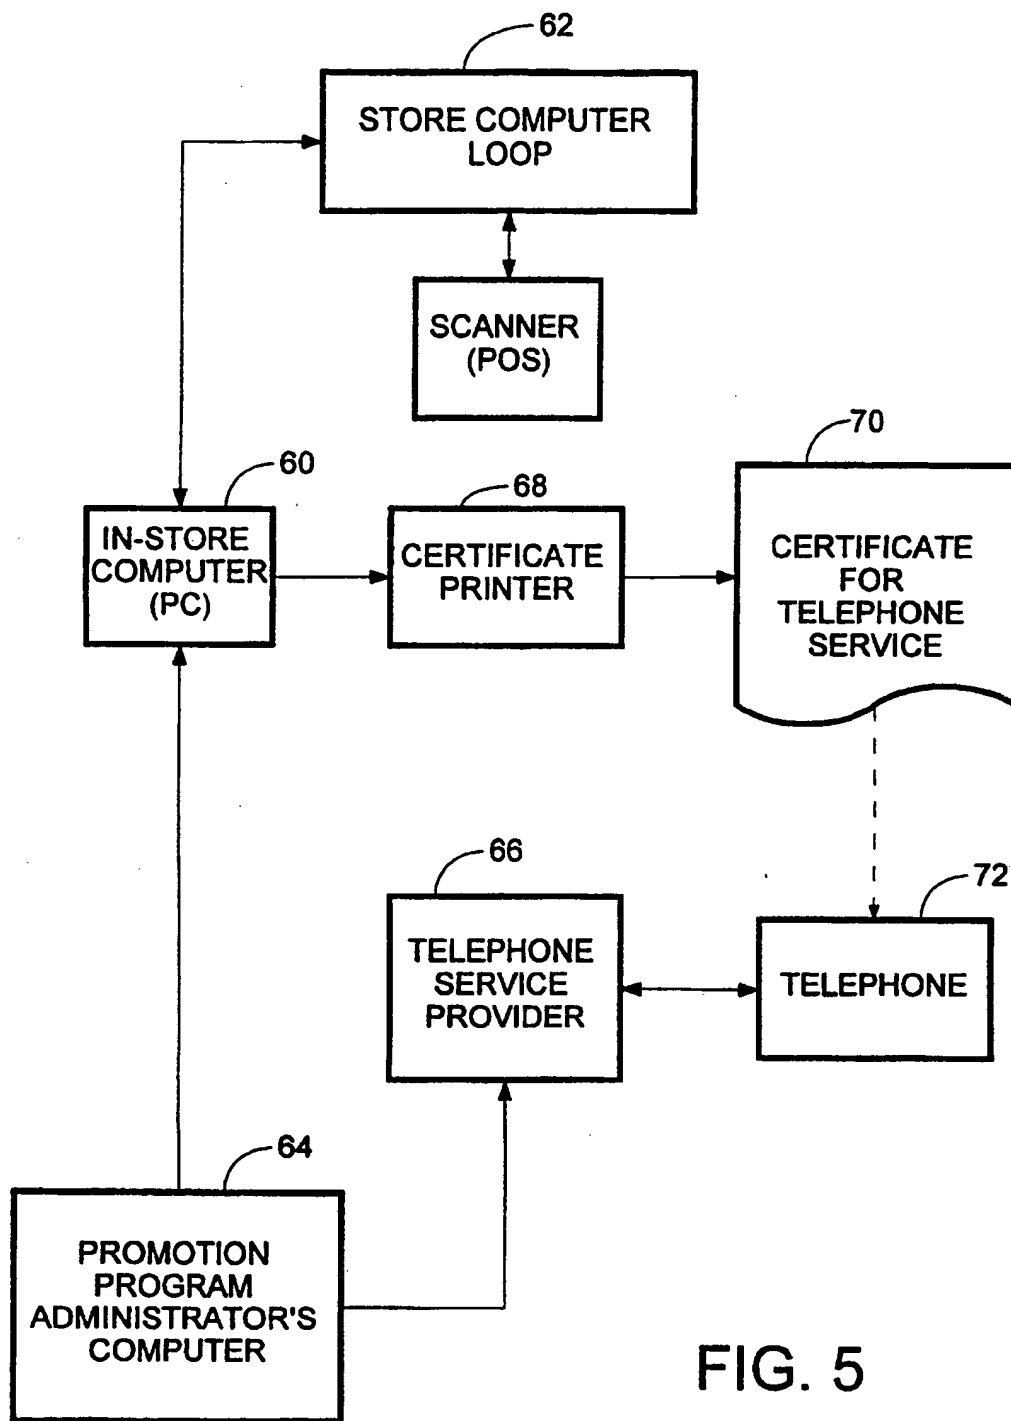 62
STORE COMPUTER
LOOP
SCANNER
(POS)
70
60
68
IN-STORE
COMPUTER
(PC)
CERTIFICATE
PRINTER
CERTIFICATE
FOR
TELEPHONE
SERVICE
66
72
TELEPHONE
SERVICE
PROVIDER
TELEPHONE
64
PROMOTION
PROGRAM
ADMINISTRATOR'S
COMPUTER
FIG. 5